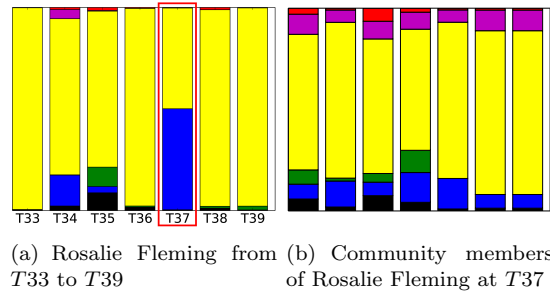 T33 T34 T35 T36 T37 T38 T39
(a) Rosalie Fleming from
T33 to T39
(b) Community members
of Rosalie Fleming at T37